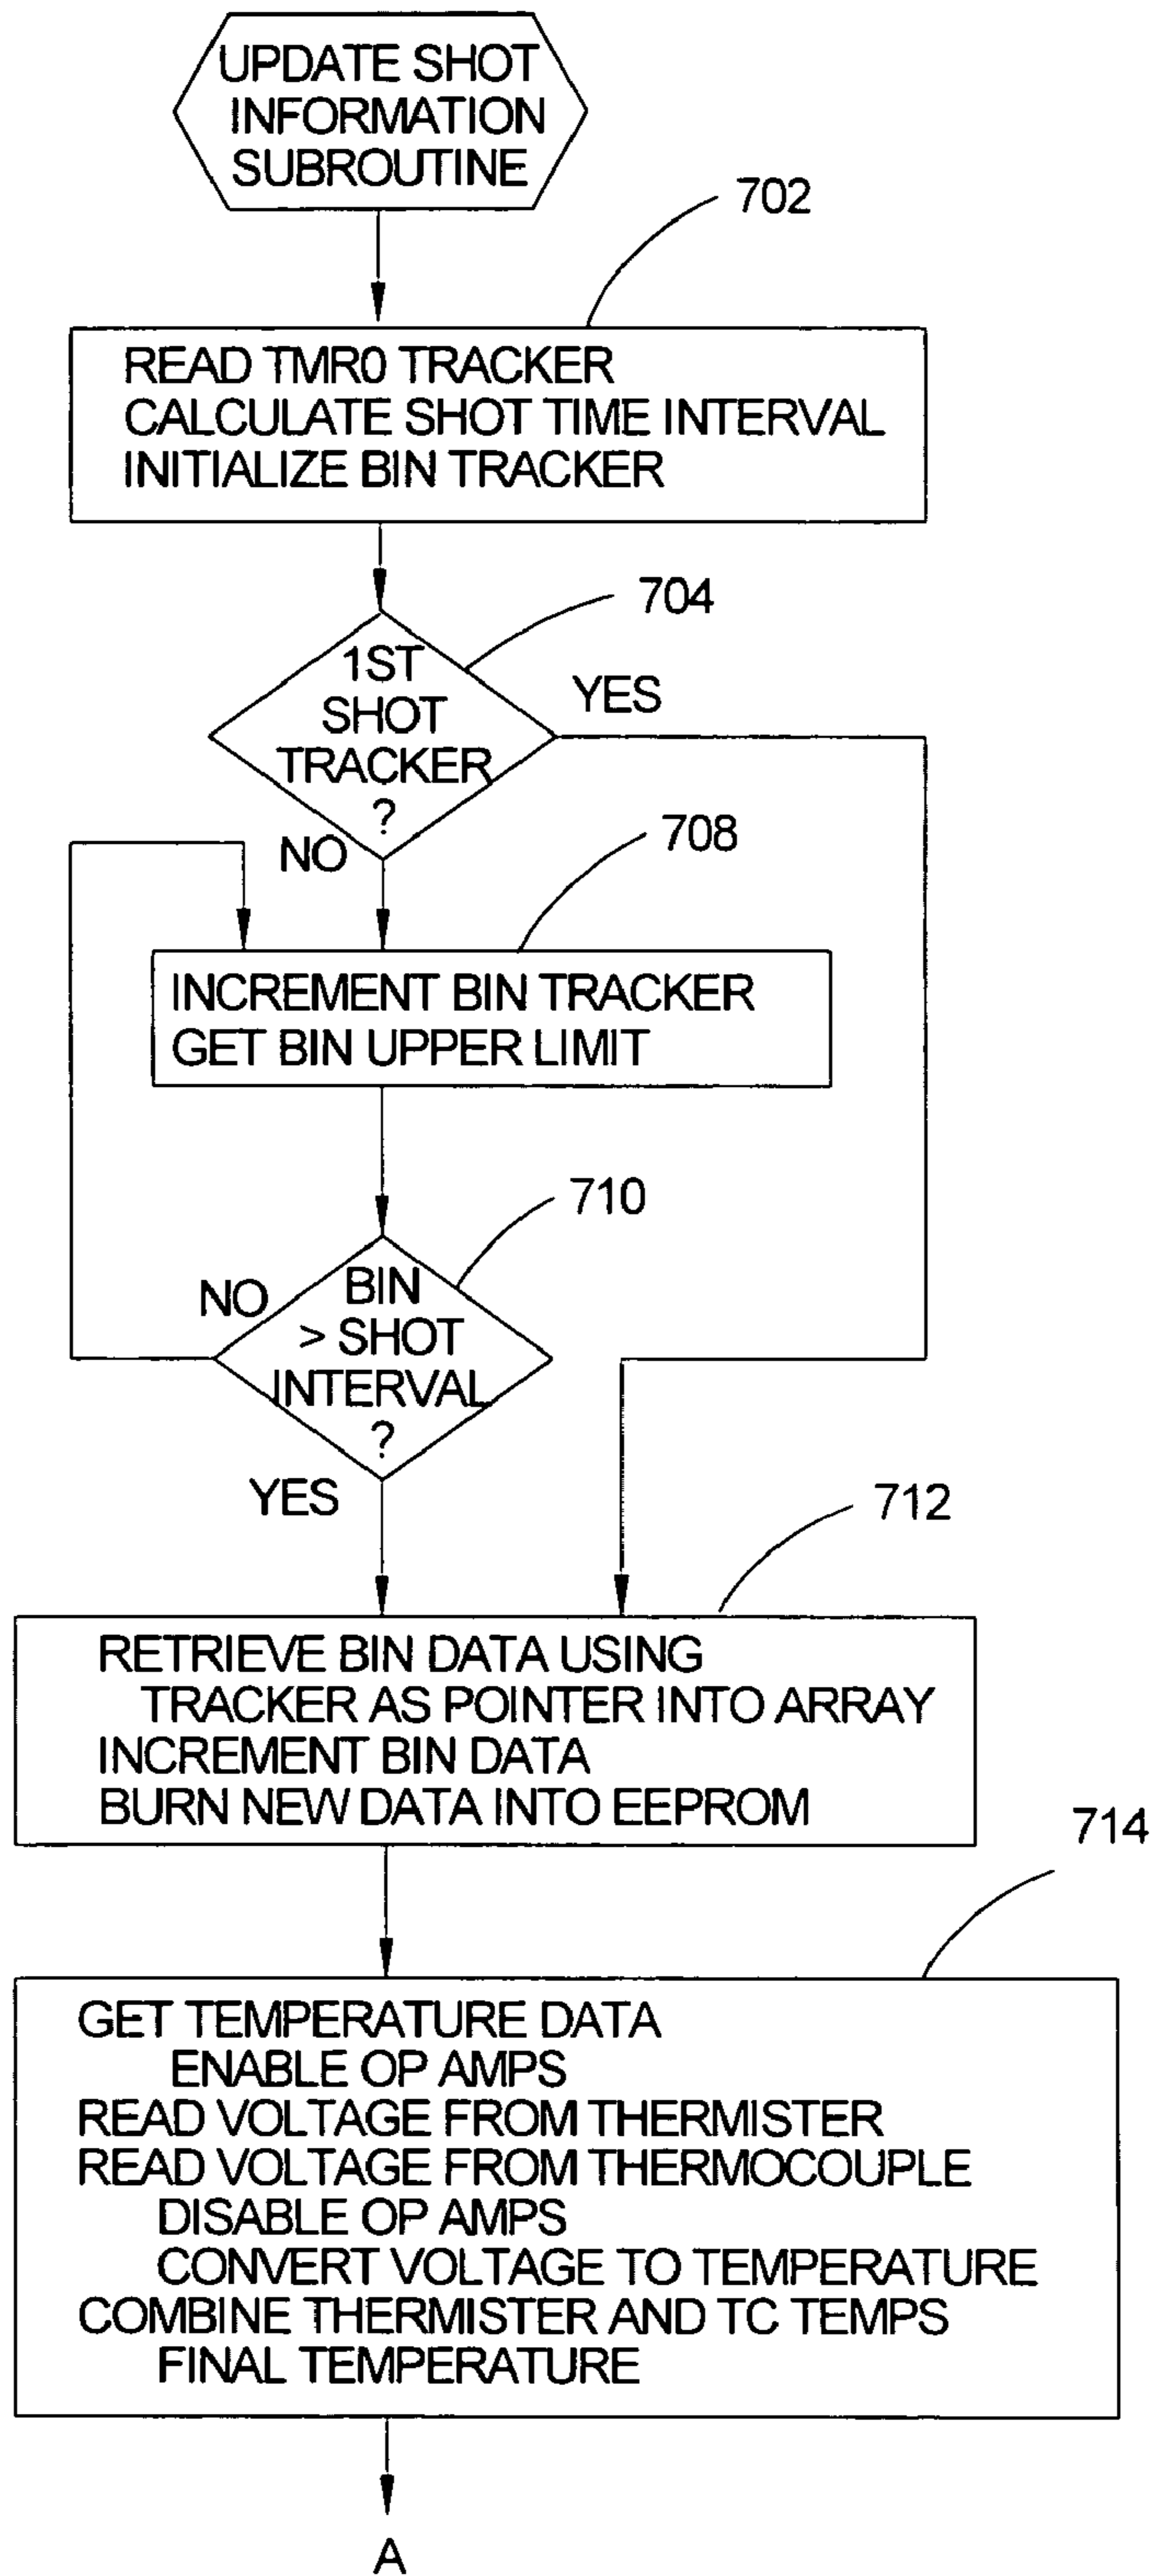 UPDATE SHOT
INFORMATION
SUBROUTINE
702
READ TMR0 TRACKER
CALCULATE SHOT TIME INTERVAL
INITIALIZE BIN TRACKER
704
1ST
SHOT
TRACKER
?
YES
NO
708
INCREMENT BIN TRACKER
GET BIN UPPER LIMIT
710
BIN
> SHOT
INTERVAL
?
NO
YES
712
RETRIEVE BIN DATA USING
TRACKER AS POINTER INTO ARRAY
INCREMENT BIN DATA
BURN NEW DATA INTO EEPROM
714
GET TEMPERATURE DATA
ENABLE OP AMPS
READ VOLTAGE FROM THERMISTER
READ VOLTAGE FROM THERMOCOUPLE
DISABLE OP AMPS
CONVERT VOLTAGE TO TEMPERATURE
COMBINE THERMISTER AND TC TEMPS
FINAL TEMPERATURE
A